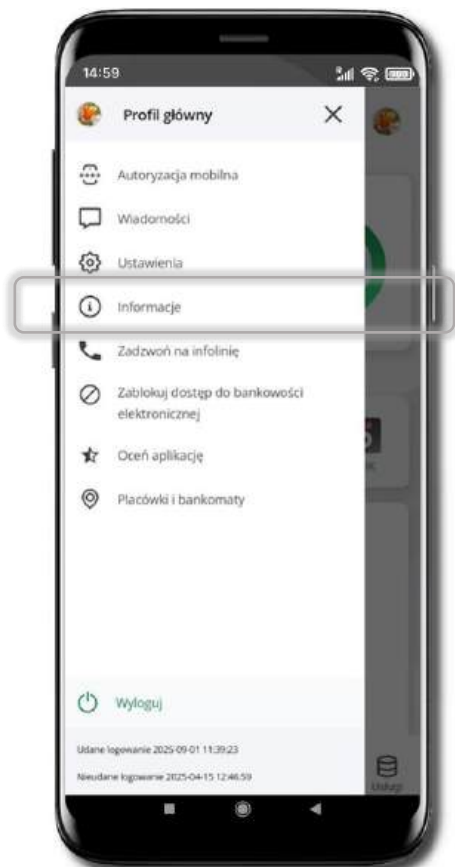 14:59
Profil główny
Autoryzacja mobilna
Wiadomości
Ustawienia
Informacje
Zadzwoń na infolinię
Zablokuj dostęp do bankowości
elektronicznej
Oceń aplikację
Placówki i bankomaty
Wyloguj
Udane logowanie 2025-09-01 11:39:23
Nieudane logowanie 2025-04-15 12:46:59
Usługi